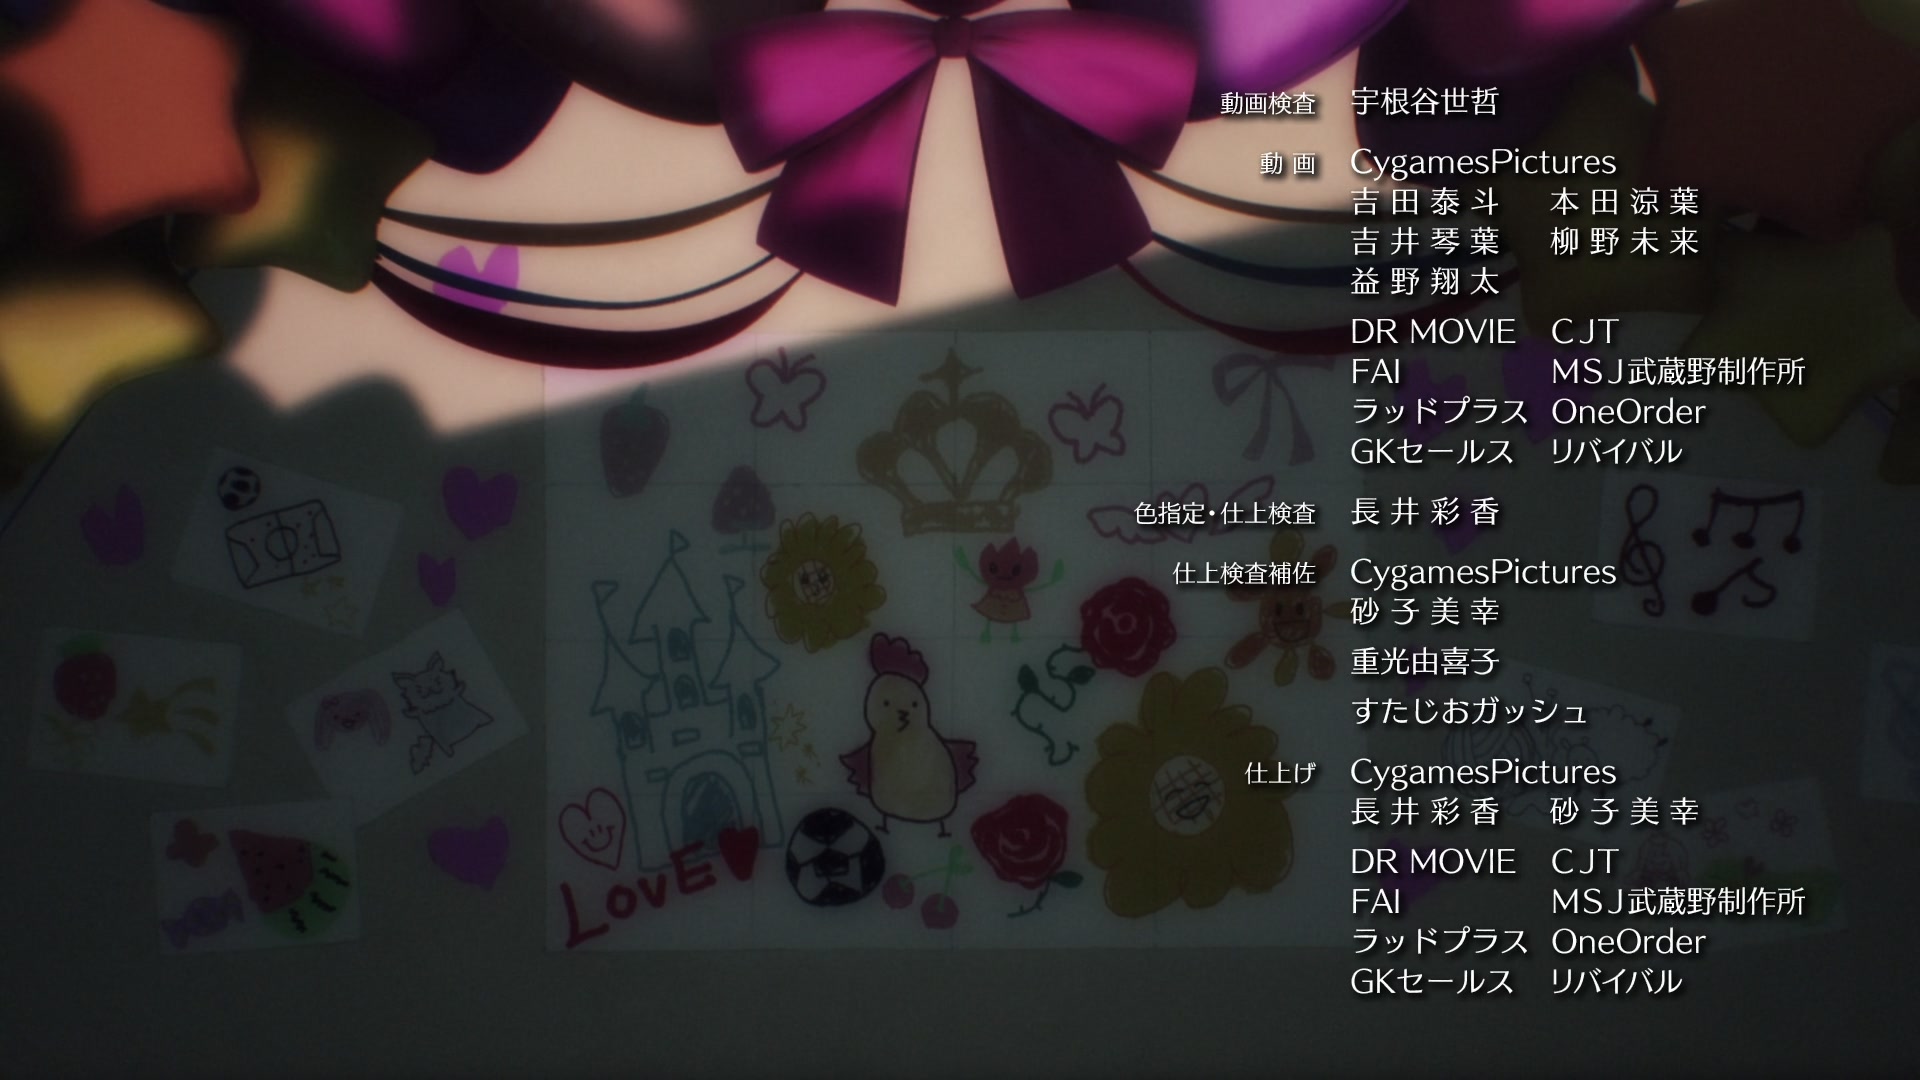 動画検査 宇根谷世哲
動画 CygamesPictures
吉田泰斗 本田涼葉
吉井琴葉 柳野未来
益野翔太
DR MOVIE CJT
FAI MSJ武蔵野制作所
ラッドプラス OneOrder
GKセールス リバイバル
色指定・仕上検査 長井彩香
仕上検査補佐 CygamesPictures
砂子美幸
重光由喜子
すたじおガッシュ
仕上げ CygamesPictures
長井彩香 砂子美幸
DR MOVIE CJT
FAI MSJ武蔵野制作所
ラッドプラス OneOrder
GKセールス リバイバル
LOVE